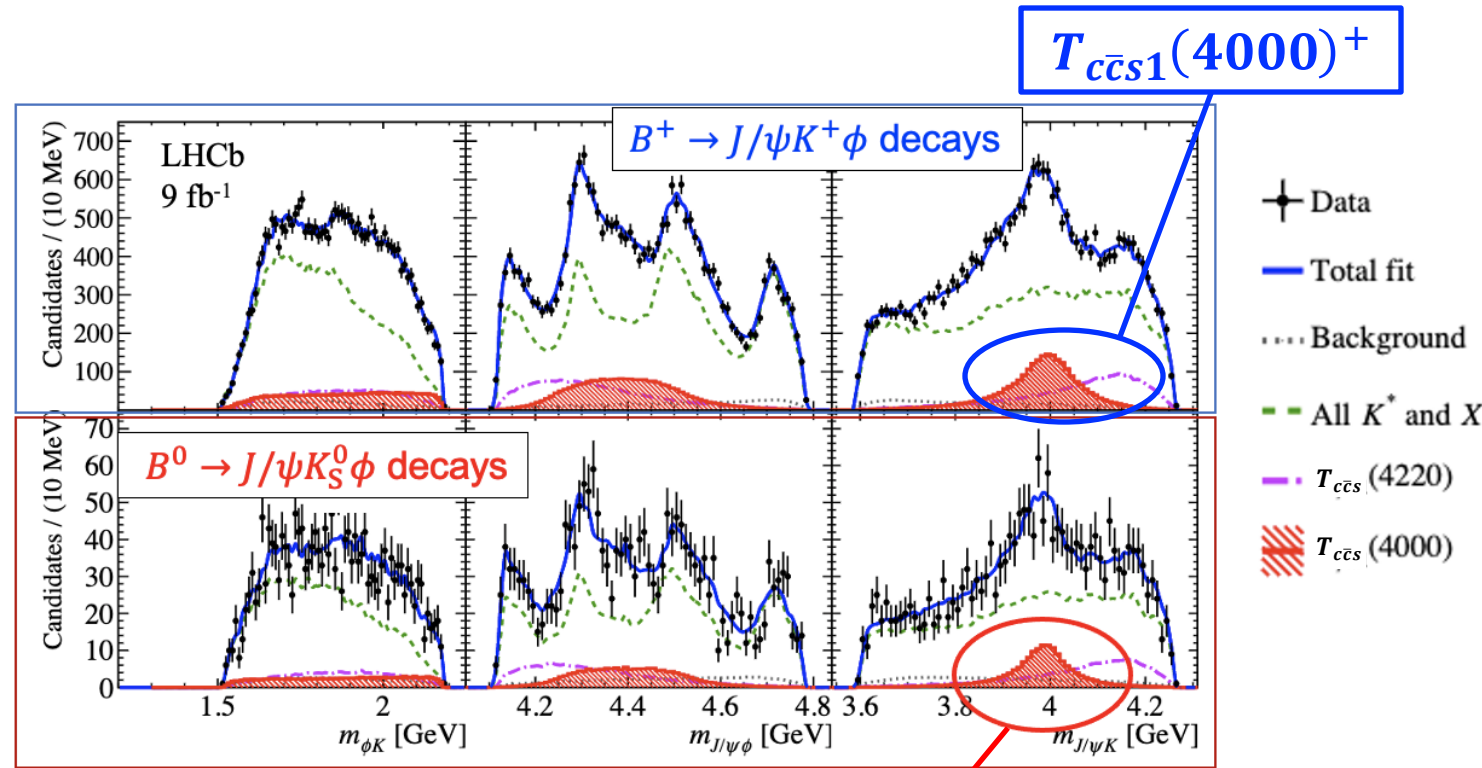 T_{cc̄s1}(4000)^+
B^+ → J/ψK^+ϕ decays
LHCb
9 fb^{-1}
Candidates / (10 MeV)
700
600
500
400
300
200
100
Data
Total fit
Background
All K^* and X
T_{cc̄s}(4220)
T_{cc̄s}(4000)
B^0 → J/ψK_S^0ϕ decays
Candidates / (10 MeV)
70
60
50
40
30
20
10
0
1.5 2
4.2 4.4 4.6 4.8
3.6 3.8 4 4.2
m_{ϕK} [GeV]
m_{J/ψϕ} [GeV]
m_{J/ψK} [GeV]